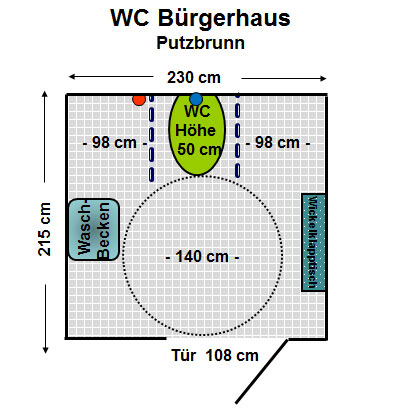 WC Bürgerhaus
Putzbrunn
230 cm
WC
Höhe
50 cm
- 98 cm -
- 98 cm -
215 cm
Wasch-
Becken
- 140 cm -
Wickelklapptisch
Tür 108 cm